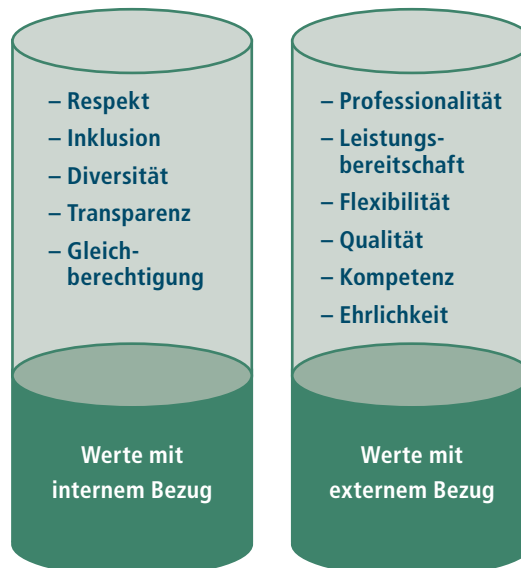 – Respekt
– Inklusion
– Diversität
– Transparenz
– Gleich-
berechtigung
Werte mit
internem Bezug
– Professionalität
– Leistungs-
bereitschaft
– Flexibilität
– Qualität
– Kompetenz
– Ehrlichkeit
Werte mit
externem Bezug